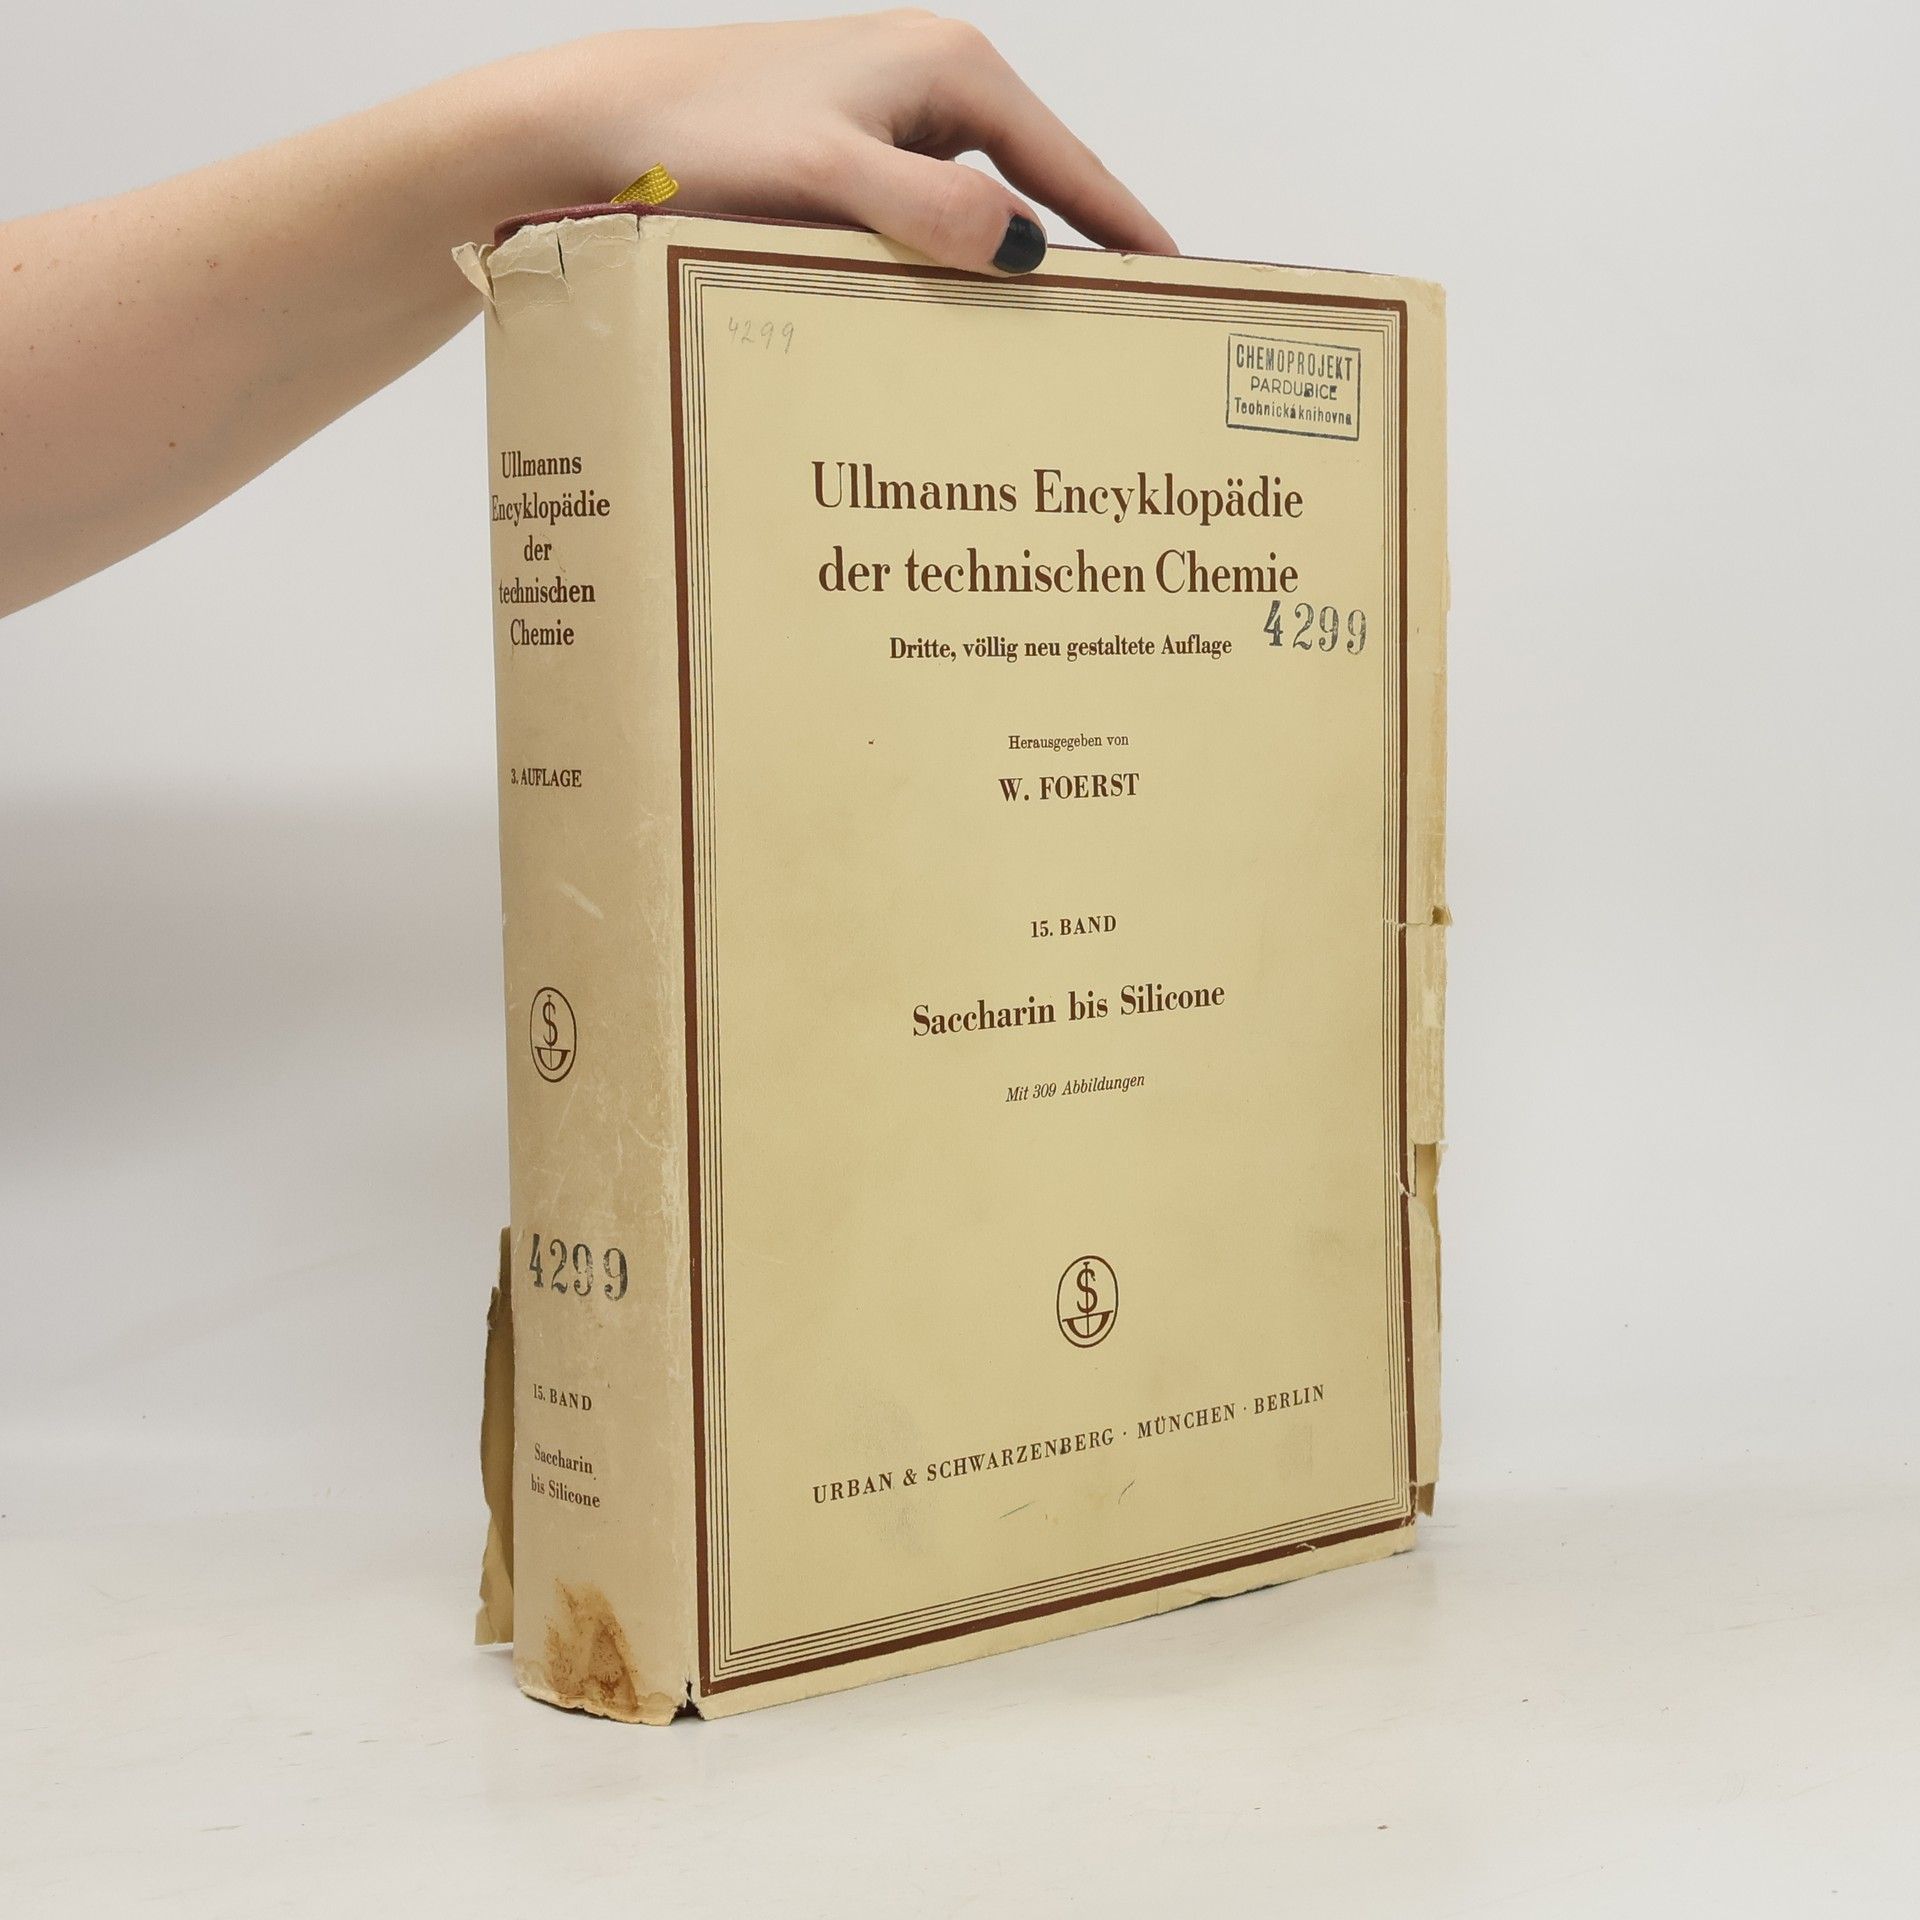 Ullmanns
Encyklopädie
der
technischen
Chemie
3. AUFLAGE
4299
15. BAND
Saccharin
bis Silicone
4299
CHEMOPROJEKT
PARDUBICE
Technická knihovna
Ullmanns Encyklopädie
der technischen Chemie
4299
Dritte, völlig neu gestaltete Auflage
Herausgegeben von
W. FOERST
15. BAND
Saccharin bis Silicone
Mit 309 Abbildungen
URBAN & SCHWARZENBERG · MÜNCHEN · BERLIN